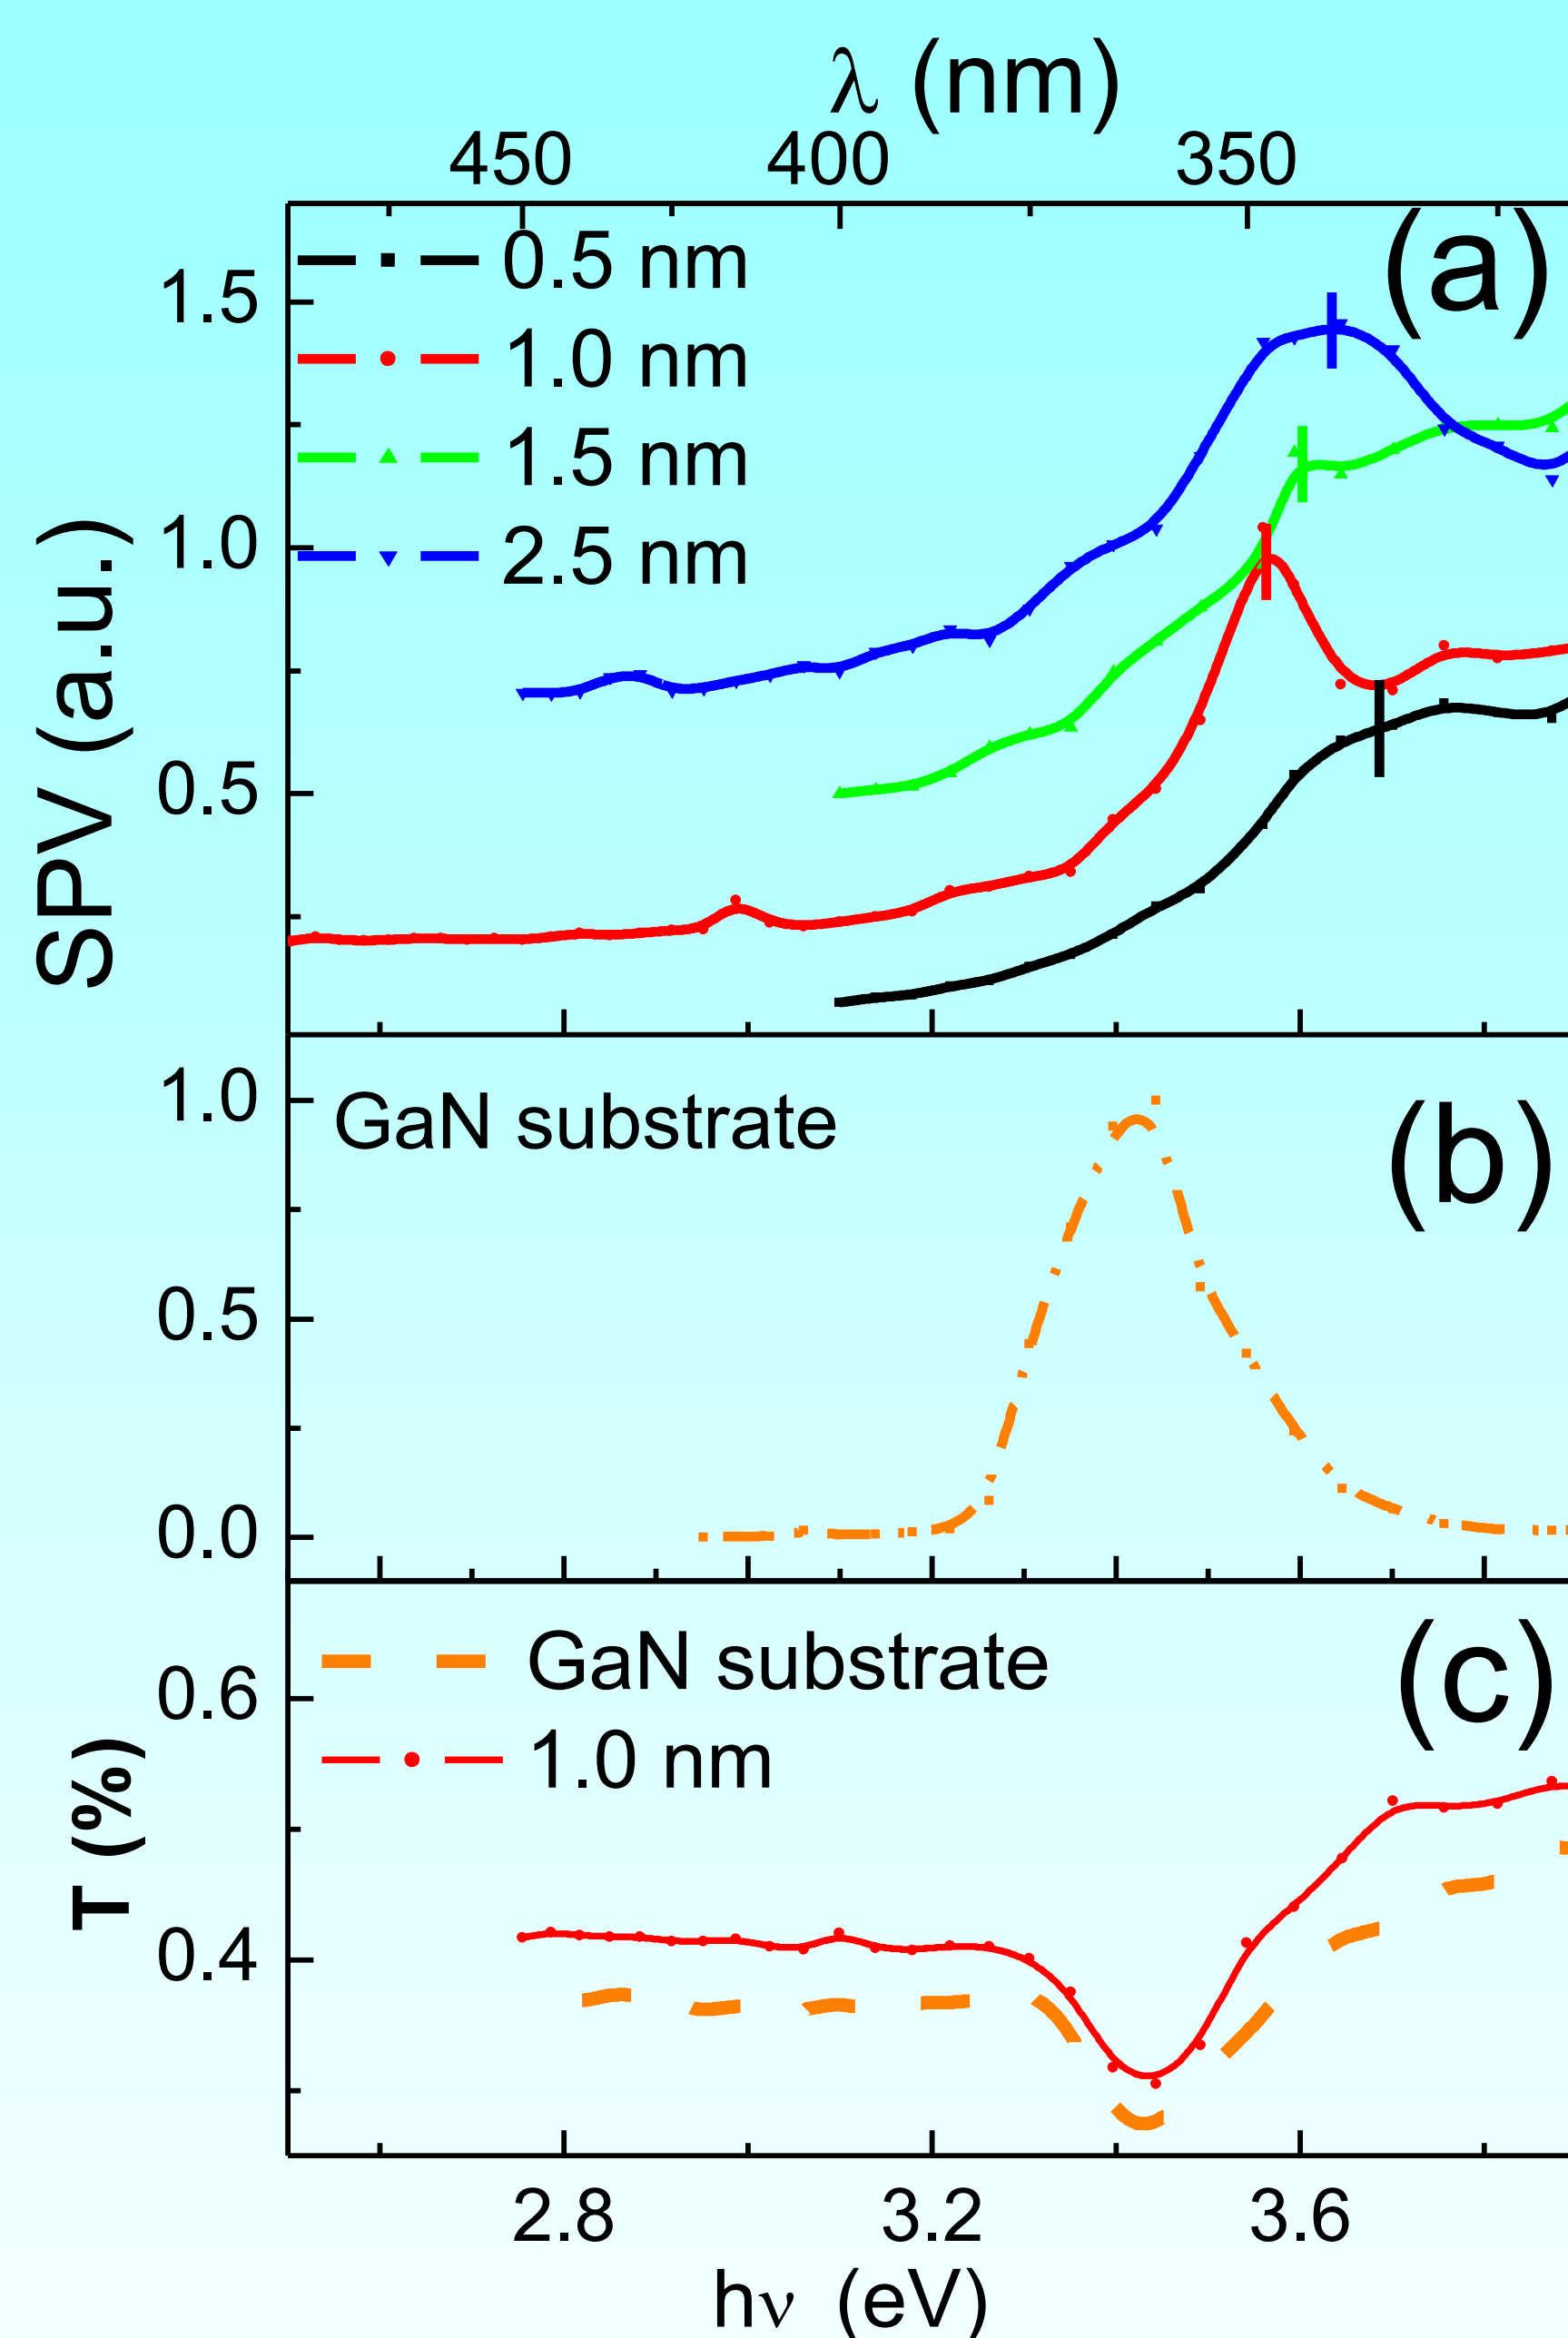 λ (nm)
450 400 350
(a)
0.5 nm
1.0 nm
1.5 nm
2.5 nm
1.5
1.0
0.5
SPV (a.u.)
GaN substrate
(b)
1.0
0.5
0.0
(c)
GaN substrate
1.0 nm
0.6
0.4
T (%)
2.8 3.2 3.6
hν (eV)